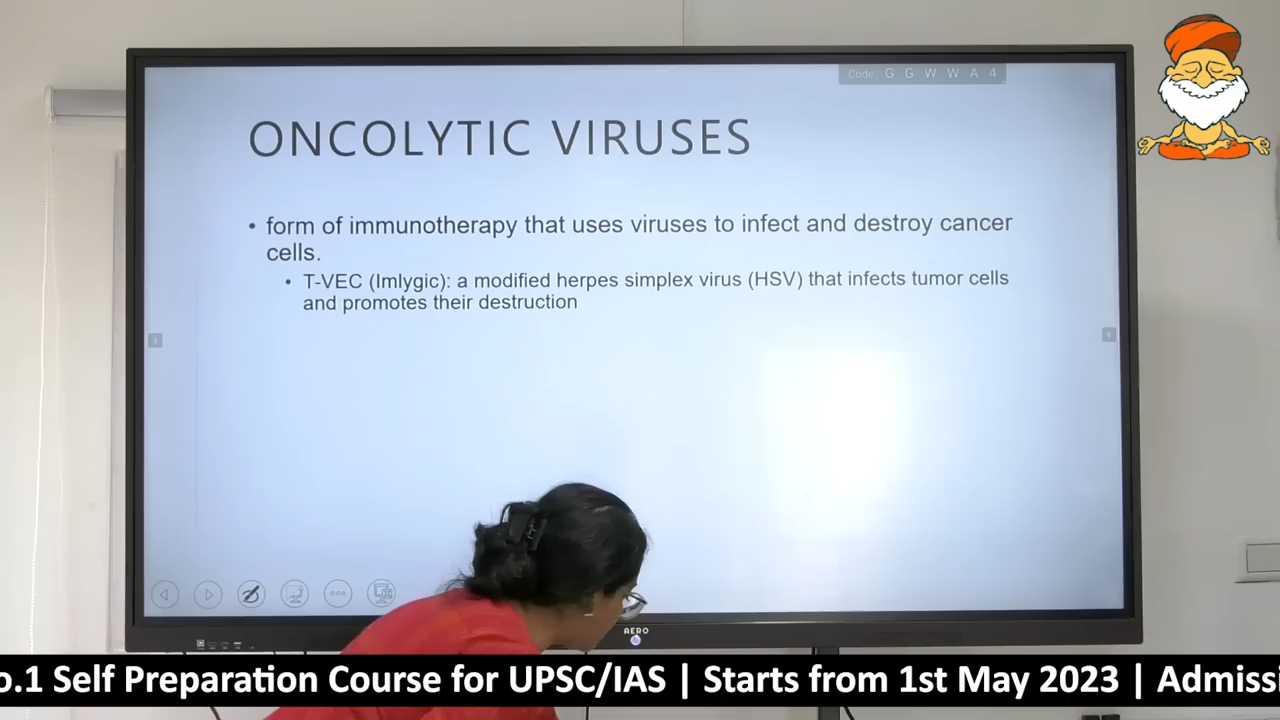 Code: G G W W A 4
ONCOLYTIC VIRUSES
• form of immunotherapy that uses viruses to infect and destroy cancer
cells.
• T-VEC (Imlygic): a modified herpes simplex virus (HSV) that infects tumor cells
and promotes their destruction
AERO
o.1 Self Preparation Course for UPSC/IAS | Starts from 1st May 2023 | Admissi